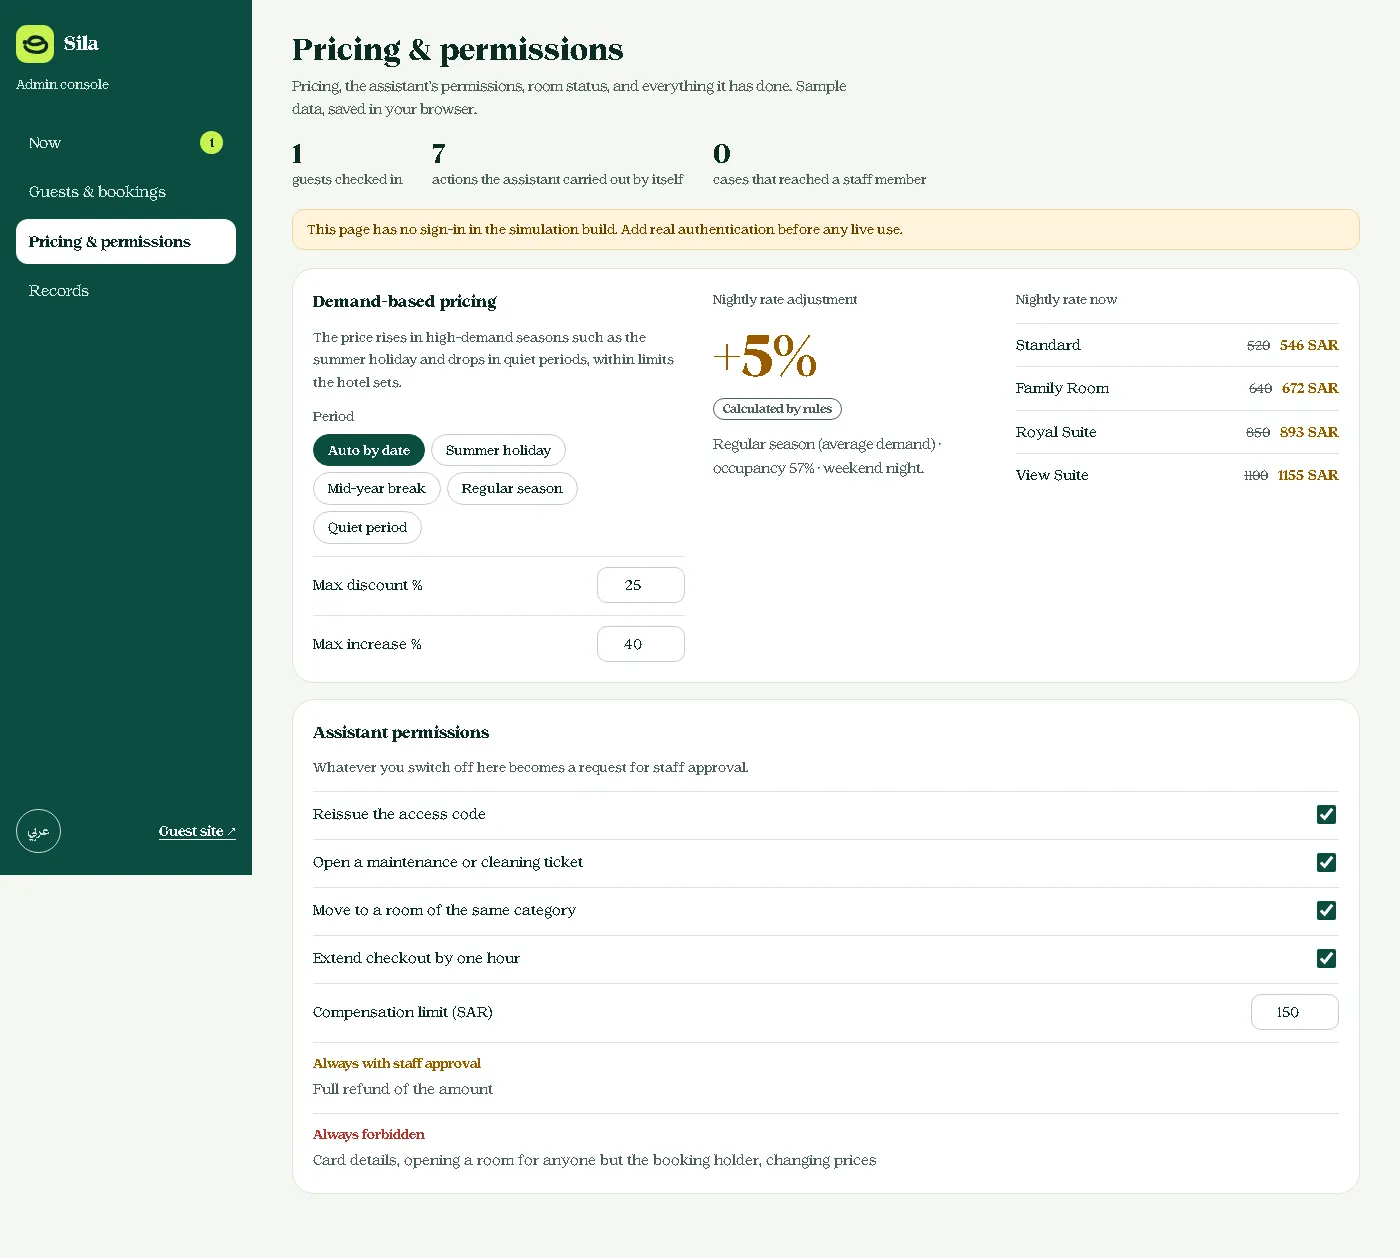 Sila
Admin console
Now 1
Guests & bookings
Pricing & permissions
Records
عربي
Guest site ↗
Pricing & permissions
Pricing, the assistant's permissions, room status, and everything it has done. Sample
data, saved in your browser.
1
guests checked in
7
actions the assistant carried out by itself
0
cases that reached a staff member
This page has no sign-in in the simulation build. Add real authentication before any live use.
Demand-based pricing
The price rises in high-demand seasons such as the
summer holiday and drops in quiet periods, within limits
the hotel sets.
Period
Auto by date Summer holiday
Mid-year break Regular season
Quiet period
Max discount % 25
Max increase % 40
Nightly rate adjustment
+5%
Calculated by rules
Regular season (average demand) ·
occupancy 57% · weekend night.
Nightly rate now
Standard 520 546 SAR
Family Room 640 672 SAR
Royal Suite 850 893 SAR
View Suite 1100 1155 SAR
Assistant permissions
Whatever you switch off here becomes a request for staff approval.
Reissue the access code
Open a maintenance or cleaning ticket
Move to a room of the same category
Extend checkout by one hour
Compensation limit (SAR) 150
Always with staff approval
Full refund of the amount
Always forbidden
Card details, opening a room for anyone but the booking holder, changing prices